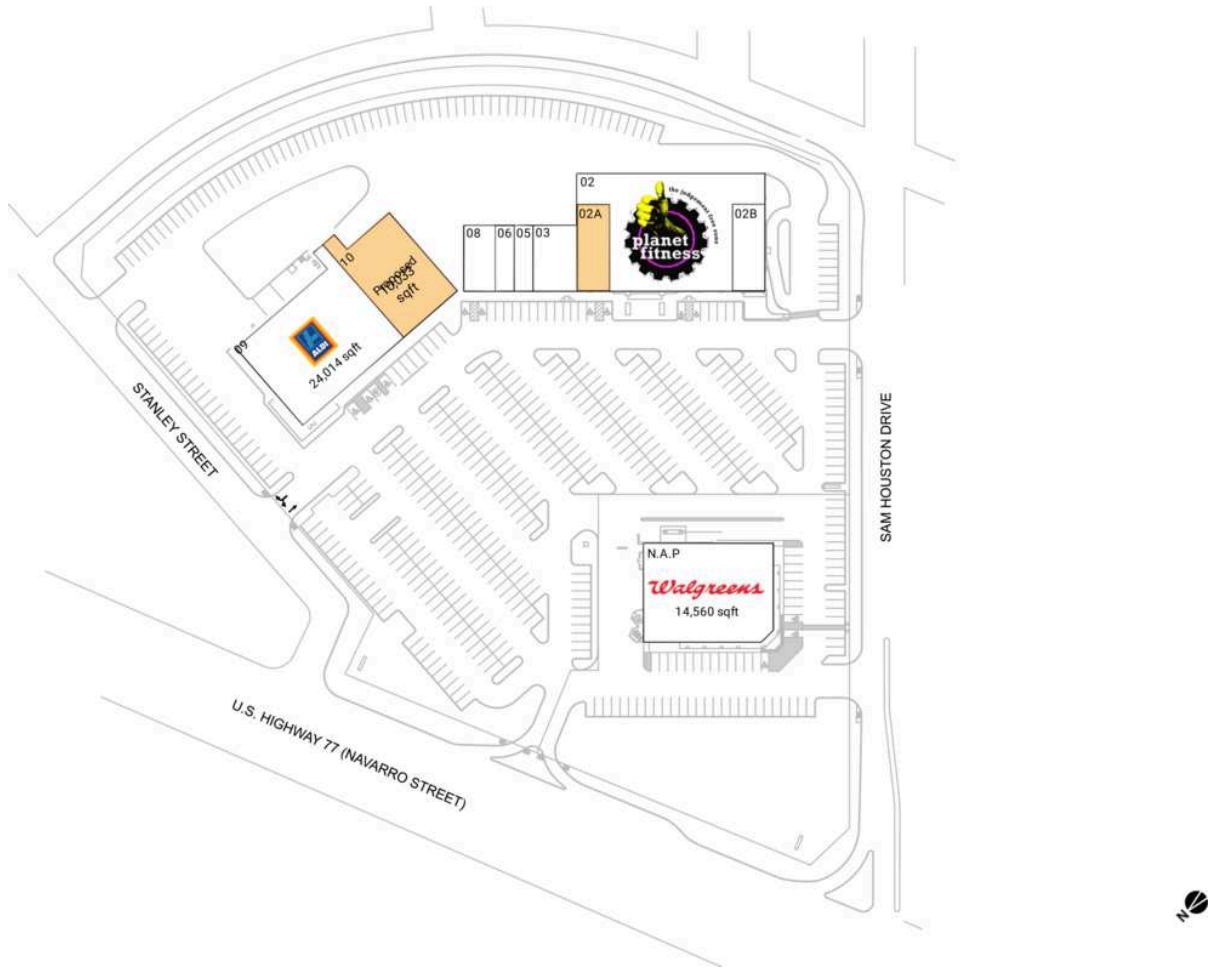 02
the judgement free zone
02A
02B
planet
fitness
08
06
05
03
10
Proposed
10,033
sqft
09
ALDI
24,014 sqft
STANLEY STREET
SAM HOUSTON DRIVE
N.A.P
Walgreens
14,560 sqft
U.S. HIGHWAY 77 (NAVARRO STREET)
N